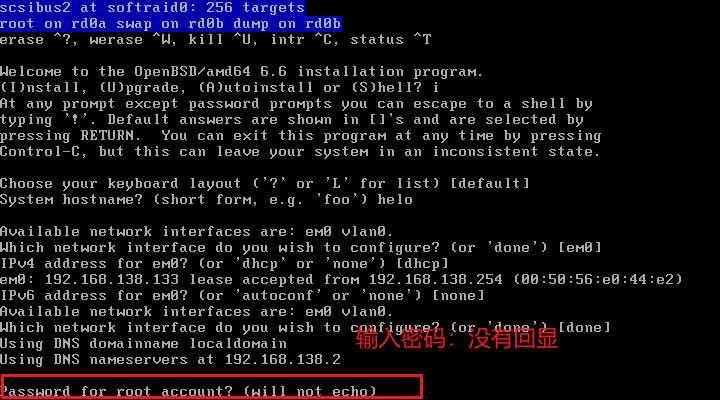 scsibus2 at softraid0: 256 targets
root on rd0a swap on rd0b dump on rd0b
erase ^?, werase ^W, kill ^U, intr ^C, status ^T
Welcome to the OpenBSD/amd64 6.6 installation program.
(I)nstall, (U)pgrade, (A)utoinstall or (S)hell? i
At any prompt except password prompts you can escape to a shell by
typing '!'. Default answers are shown in []'s and are selected by
pressing RETURN.  You can exit this program at any time by pressing
Control-C, but this can leave your system in an inconsistent state.
Choose your keyboard layout ('?' or 'L' for list) [default]
System hostname? (short form, e.g. 'foo') helo
Available network interfaces are: em0 vlan0.
Which network interface do you wish to configure? (or 'done') [em0]
IPv4 address for em0? (or 'dhcp' or 'none') [dhcp]
em0: 192.168.138.133 lease accepted from 192.168.138.254 (00:50:56:e0:44:e2)
IPv6 address for em0? (or 'autoconf' or 'none') [none]
Available network interfaces are: em0 vlan0.
Which network interface do you wish to configure? (or 'done') [done]
Using DNS domainname localdomain
输入密码：没有回显
Using DNS nameservers at 192.168.138.2
Password for root account? (will not echo)